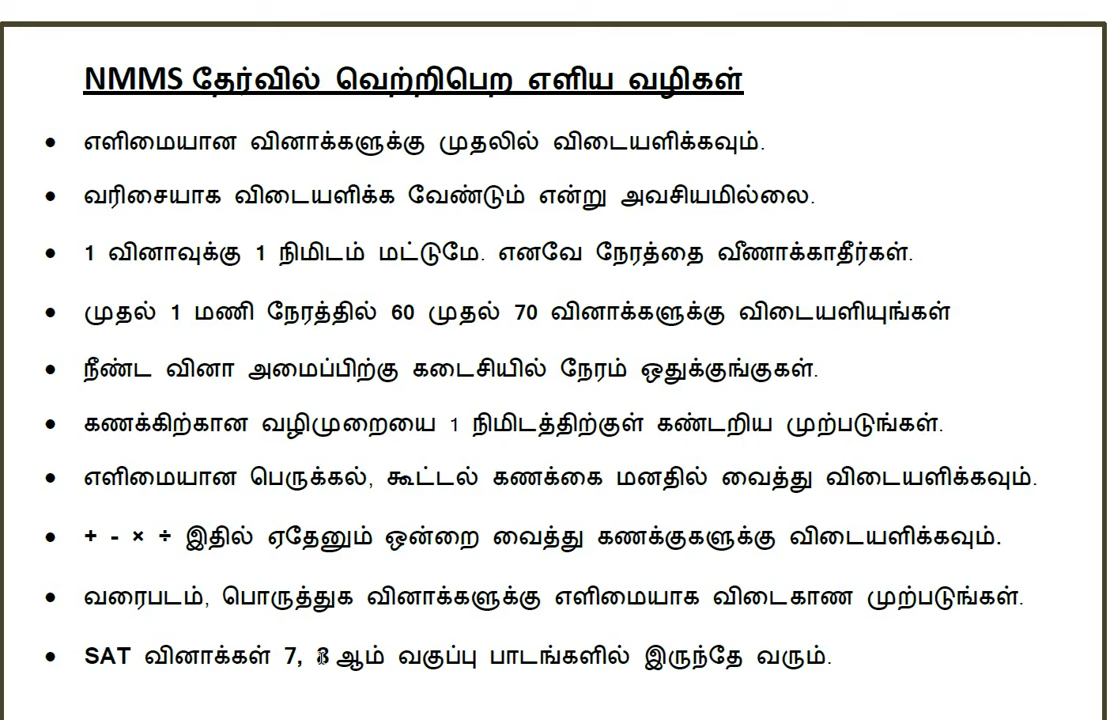 NMMS தேர்வில் வெற்றிபெற எளிய வழிகள்
• எளிமையான வினாக்களுக்கு முதலில் விடையளிக்கவும்.
• வரிசையாக விடையளிக்க வேண்டும் என்று அவசியமில்லை.
• 1 வினாவுக்கு 1 நிமிடம் மட்டுமே. எனவே நேரத்தை வீணாக்காதீர்கள்.
• முதல் 1 மணி நேரத்தில் 60 முதல் 70 வினாக்களுக்கு விடையளியுங்கள்
• நீண்ட வினா அமைப்பிற்கு கடைசியில் நேரம் ஒதுக்குங்குகள்.
• கணக்கிற்கான வழிமுறையை 1 நிமிடத்திற்குள் கண்டறிய முற்படுங்கள்.
• எளிமையான பெருக்கல், கூட்டல் கணக்கை மனதில் வைத்து விடையளிக்கவும்.
• + - × ÷ இதில் ஏதேனும் ஒன்றை வைத்து கணக்குகளுக்கு விடையளிக்கவும்.
• வரைபடம், பொருத்துக வினாக்களுக்கு எளிமையாக விடைகாண முற்படுங்கள்.
• SAT வினாக்கள் 7, 8 ஆம் வகுப்பு பாடங்களில் இருந்தே வரும்.